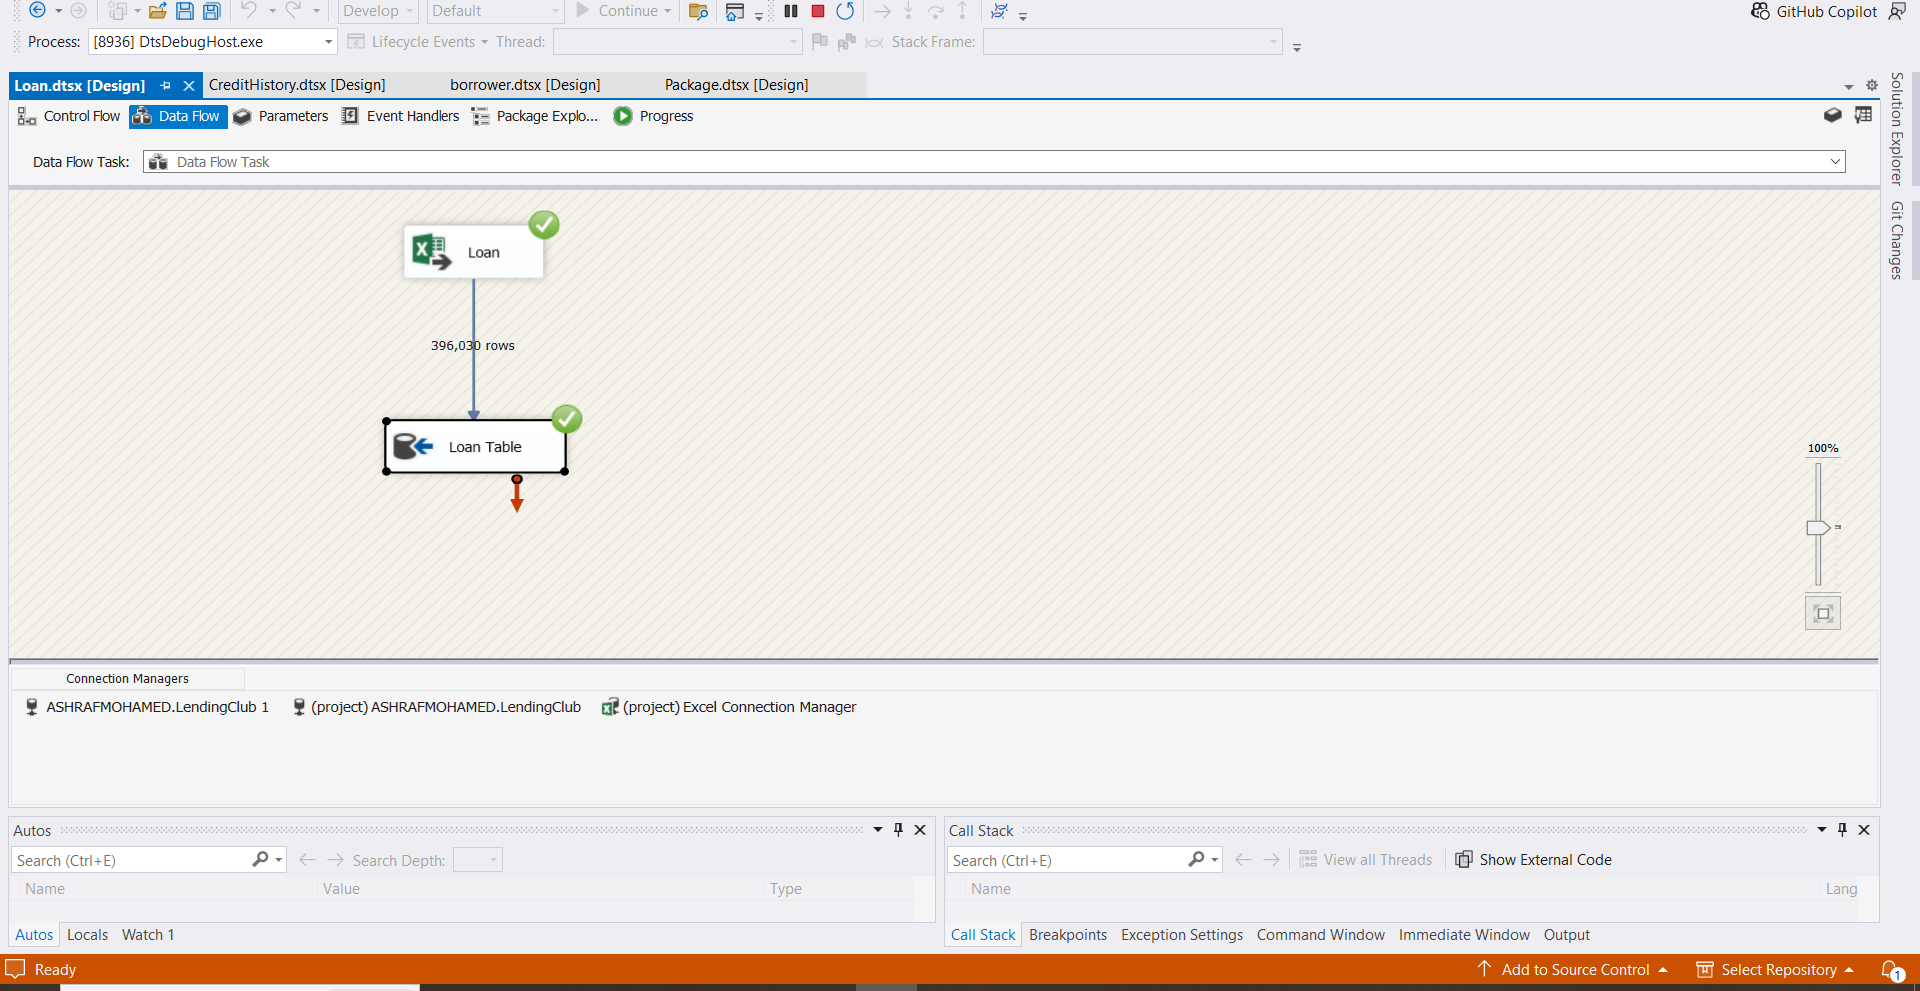 Develop Default Continue GitHub Copilot
Process: [8936] DtsDebugHost.exe Lifecycle Events Thread: Stack Frame:
Loan.dtsx [Design] CreditHistory.dtsx [Design] borrower.dtsx [Design] Package.dtsx [Design]
Control Flow Data Flow Parameters Event Handlers Package Explo... Progress
Data Flow Task: Data Flow Task
Solution Explorer
Git Changes
Loan
396,030 rows
Loan Table
100%
Connection Managers
ASHRAFMOHAMED.LendingClub 1 (project) ASHRAFMOHAMED.LendingClub (project) Excel Connection Manager
Autos
Search (Ctrl+E) Search Depth:
Name Value Type
Autos Locals Watch 1
Call Stack
Search (Ctrl+E) View all Threads Show External Code
Name Lang
Call Stack Breakpoints Exception Settings Command Window Immediate Window Output
Ready Add to Source Control Select Repository 1